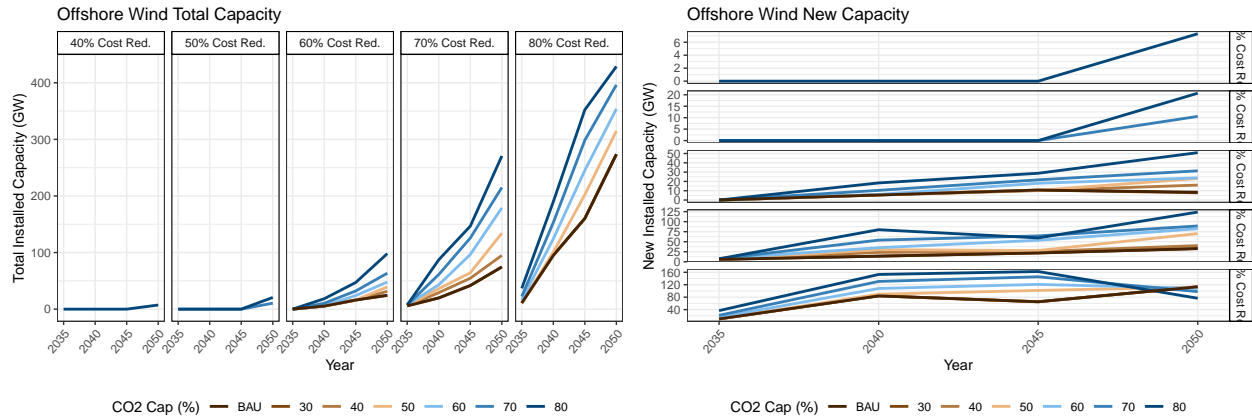 Offshore Wind Total Capacity
40% Cost Red. 50% Cost Red. 60% Cost Red. 70% Cost Red. 80% Cost Red.
Total Installed Capacity (GW)
400
300
200
100
0
2035 2040 2045 2050 2035 2040 2045 2050 2035 2040 2045 2050 2035 2040 2045 2050 2035 2040 2045 2050
Year
CO2 Cap (%) BAU 30 40 50 60 70 80
Offshore Wind New Capacity
New Installed Capacity (GW)
6
4
2
0
% Cost Re
20
15
10
5
0
% Cost Re
50
40
30
20
10
0
% Cost Re
125
100
75
50
25
0
% Cost Re
160
120
80
40
% Cost Re
2035 2040 2045 2050
Year
CO2 Cap (%) BAU 30 40 50 60 70 80